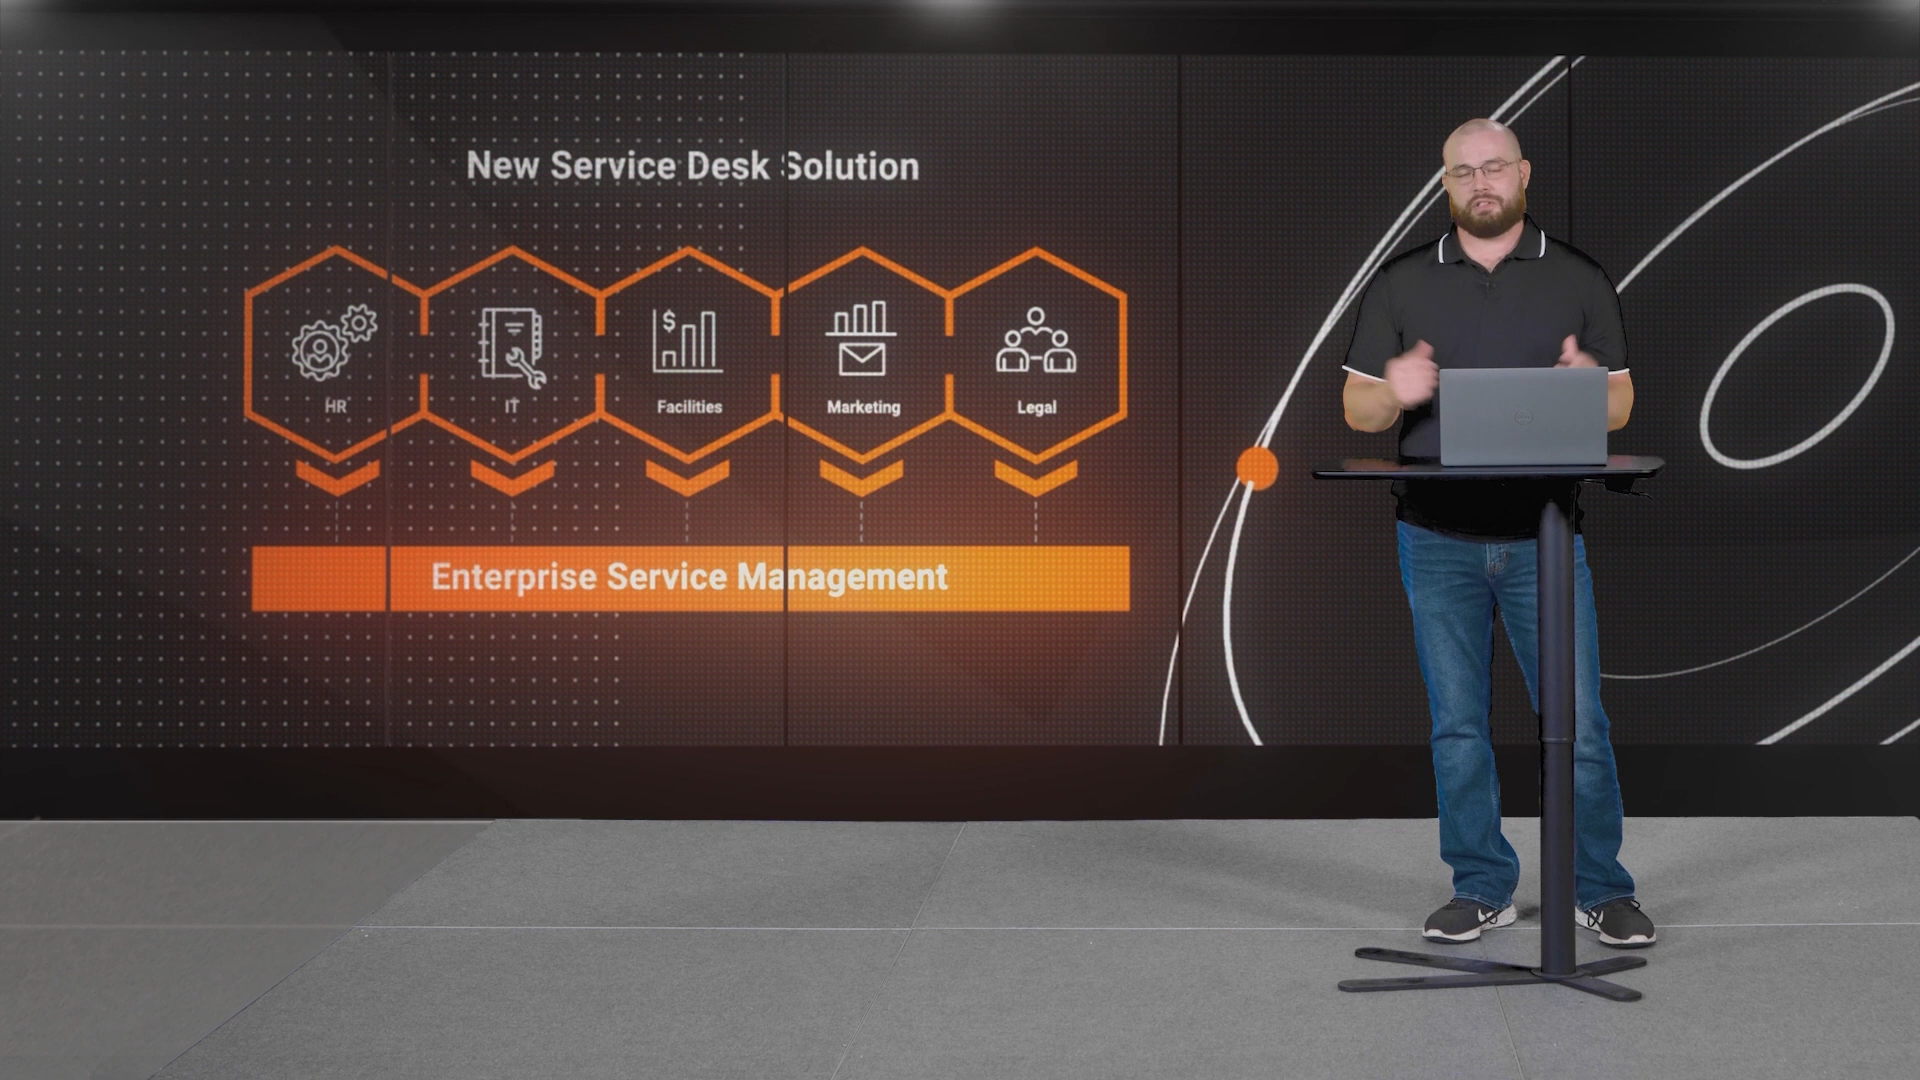 New Service Desk Solution
HR
IT
Facilities
Marketing
Legal
Enterprise Service Management